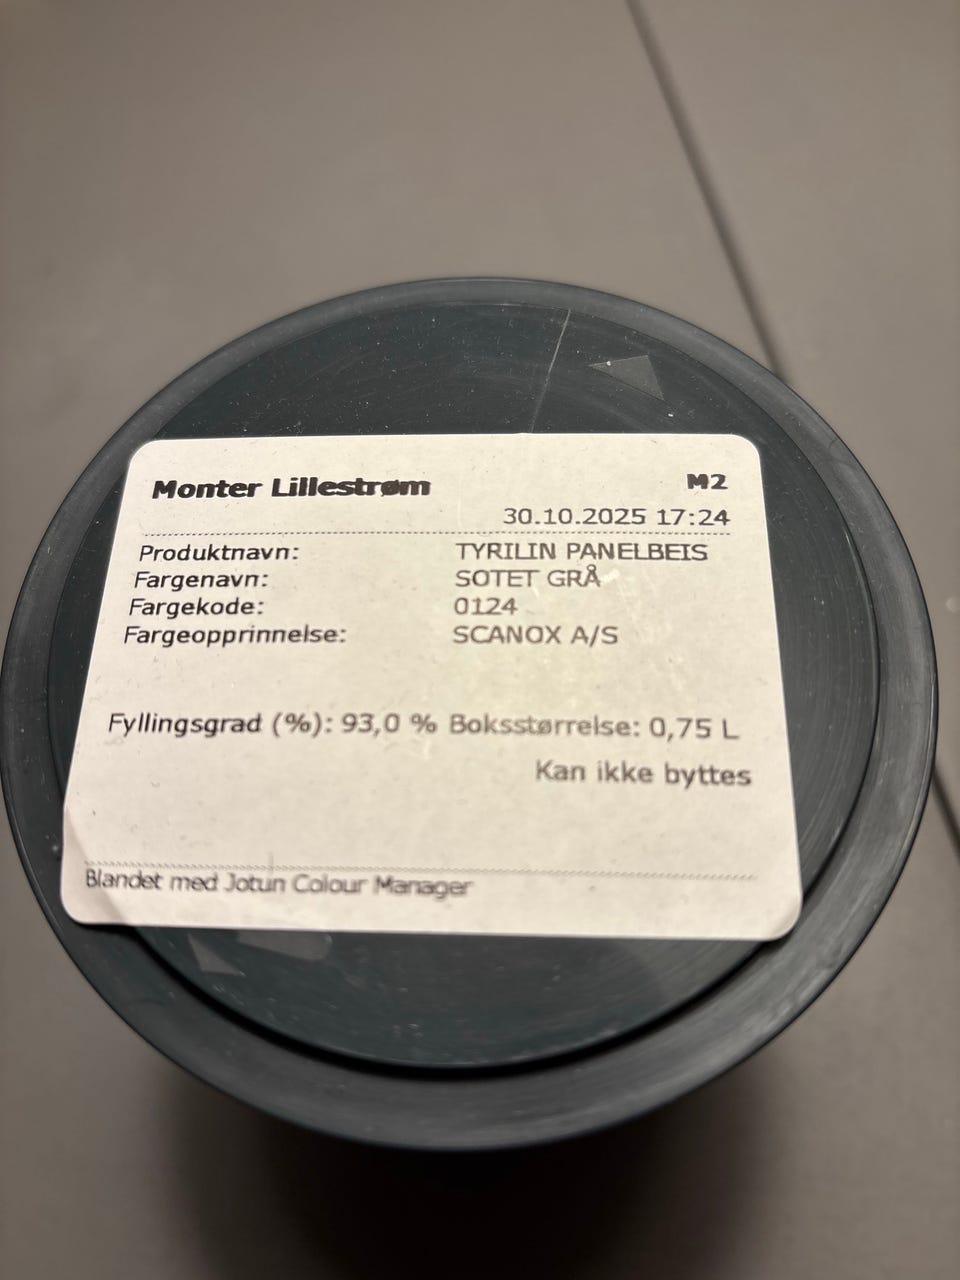 Monter Lillestrøm M2
30.10.2025 17:24
Produktnavn: TYRILIN PANELBEIS
Fargenavn: SOTET GRÅ
Fargekode: 0124
Fargeopprinnelse: SCANOX A/S
Fyllingsgrad (%): 93,0 % Boksstørrelse: 0,75 L
Kan ikke byttes
Blandet med Jotun Colour Manager